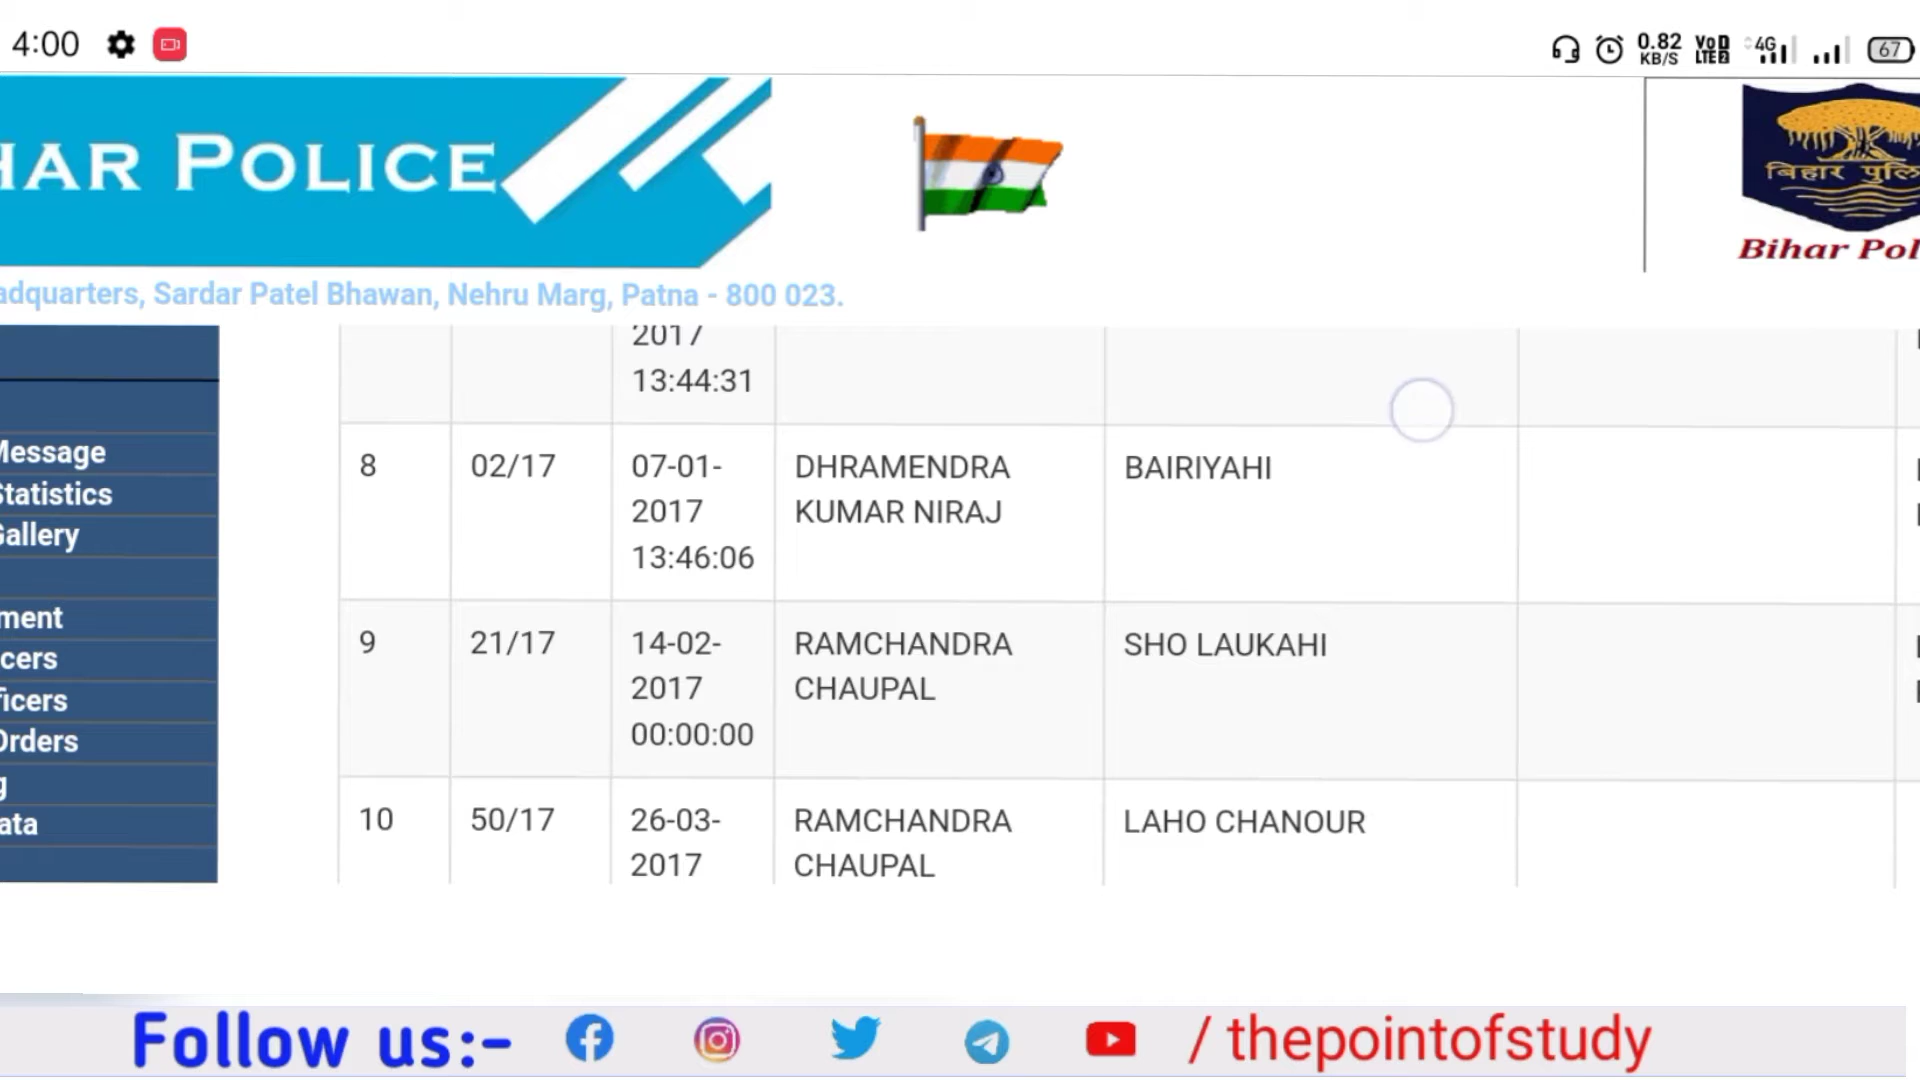 4:00
0.82 KB/S VoD LTE2 4G 67
HAR POLICE
बिहार
Bihar Pol
adquarters, Sardar Patel Bhawan, Nehru Marg, Patna - 800 023.
2017
13:44:31
8 02/17 07-01- DHRAMENDRA BAIRIYAHI
2017 KUMAR NIRAJ
13:46:06
9 21/17 14-02- RAMCHANDRA SHO LAUKAHI
2017 CHAUPAL
00:00:00
10 50/17 26-03- RAMCHANDRA LAHO CHANOUR
2017 CHAUPAL
Message
Statistics
Gallery
ment
cers
ficers
Orders
g
ata
Follow us:- / thepointofstudy